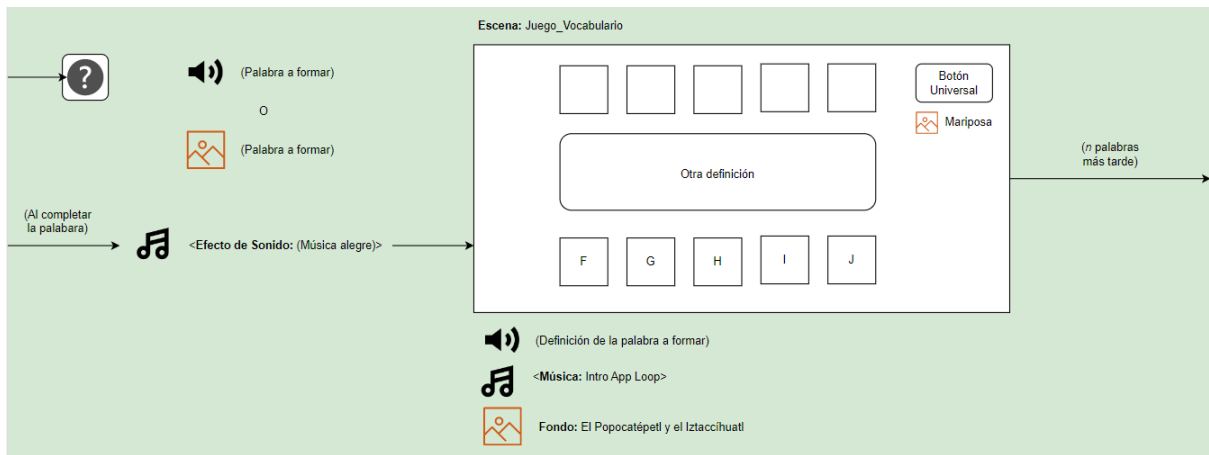 Escena: Juego_Vocabulario
?
(Palabra a formar)
O
(Palabra a formar)
Botón
Universal
Mariposa
Otra definición
(n palabras
más tarde)
(Al completar
la palabara)
<Efecto de Sonido: (Música alegre)>
F G H I J
(Definición de la palabra a formar)
<Música: Intro App Loop>
Fondo: El Popocatépetl y el Iztaccíhuatl